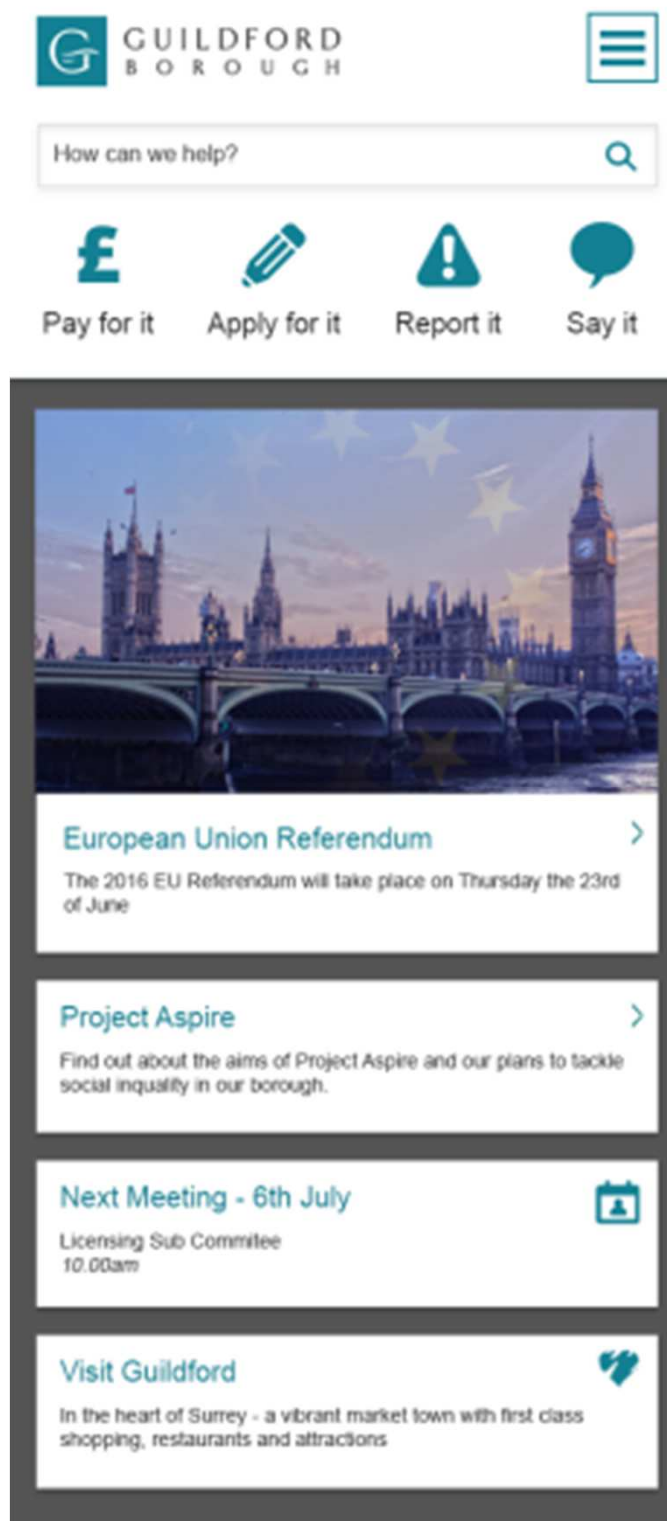 GUILDFORD
BOROUGH
How can we help?
£
Pay for it
Apply for it
Report it
Say it
European Union Referendum
The 2016 EU Referendum will take place on Thursday the 23rd
of June
Project Aspire
Find out about the aims of Project Aspire and our plans to tackle
social inquality in our borough.
Next Meeting - 6th July
Licensing Sub Commitee
10.00am
Visit Guildford
In the heart of Surrey - a vibrant market town with first class
shopping, restaurants and attractions